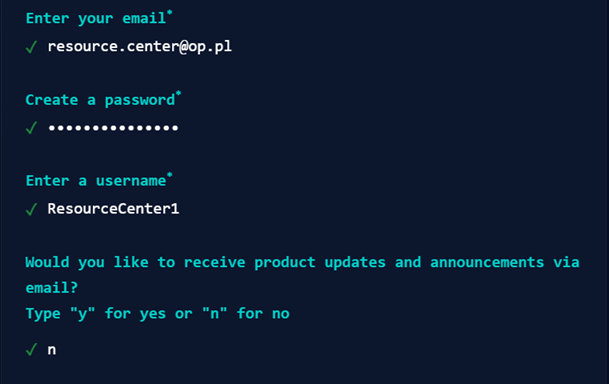 Enter your email*
✓ resource.center@op.pl
Create a password*
✓ •••••••••••••••
Enter a username*
✓ ResourceCenter1
Would you like to receive product updates and announcements via
email?
Type "y" for yes or "n" for no
✓ n